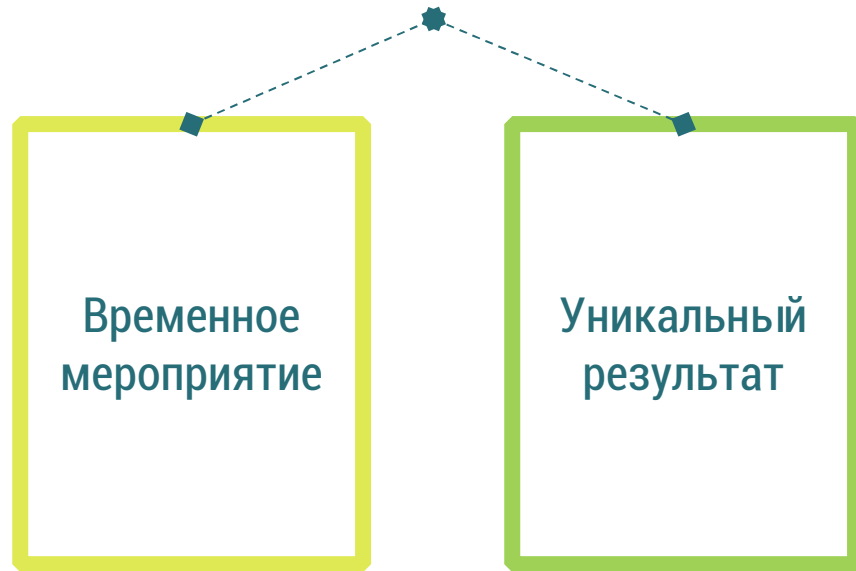 Временное
мероприятие
Уникальный
результат